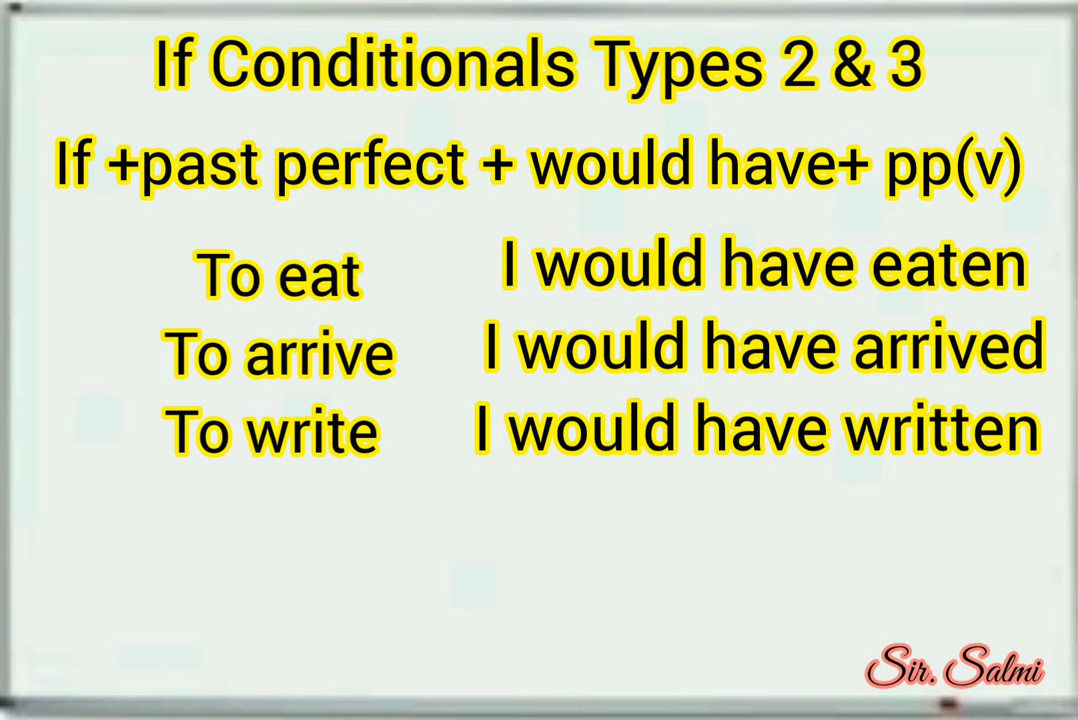 If Conditionals Types 2 & 3
If +past perfect + would have+ pp(v)
To eat I would have eaten
To arrive I would have arrived
To write I would have written
Sir. Salmi